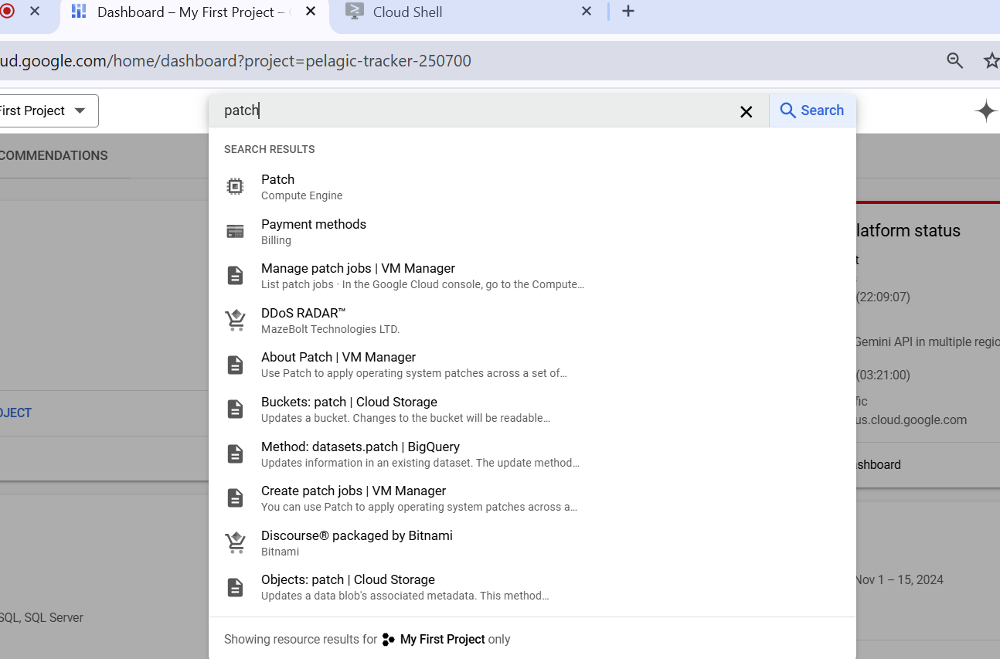 Dashboard – My First Project –
Cloud Shell
ud.google.com/home/dashboard?project=pelagic-tracker-250700
First Project
patch
Search
COMMENDATIONS
SEARCH RESULTS
Patch
Compute Engine
Payment methods
Billing
Manage patch jobs | VM Manager
List patch jobs · In the Google Cloud console, go to the Compute…
DDoS RADAR™
MazeBolt Technologies LTD.
About Patch | VM Manager
Use Patch to apply operating system patches across a set of…
Buckets: patch | Cloud Storage
Updates a bucket. Changes to the bucket will be readable…
Method: datasets.patch | BigQuery
Updates information in an existing dataset. The update method…
Create patch jobs | VM Manager
You can use Patch to apply operating system patches across a…
Discourse® packaged by Bitnami
Bitnami
Objects: patch | Cloud Storage
Updates a data blob's associated metadata. This method…
Showing resource results for My First Project only
OJECT
SQL, SQL Server
latform status
t
(22:09:07)
Gemini API in multiple regio
(03:21:00)
fic
us.cloud.google.com
ashboard
Nov 1 – 15, 2024